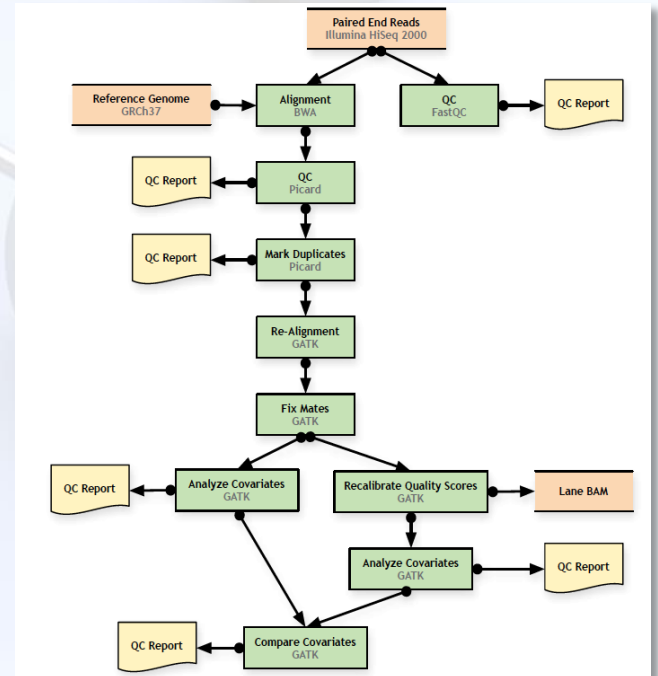 Paired End Reads
Illumina HiSeq 2000
Reference Genome
GRCh37
Alignment
BWA
QC
FastQC
QC Report
QC Report
QC
Picard
QC Report
Mark Duplicates
Picard
Re-Alignment
GATK
Fix Mates
GATK
QC Report
Analyze Covariates
GATK
Recalibrate Quality Scores
GATK
Lane BAM
Analyze Covariates
GATK
QC Report
QC Report
Compare Covariates
GATK